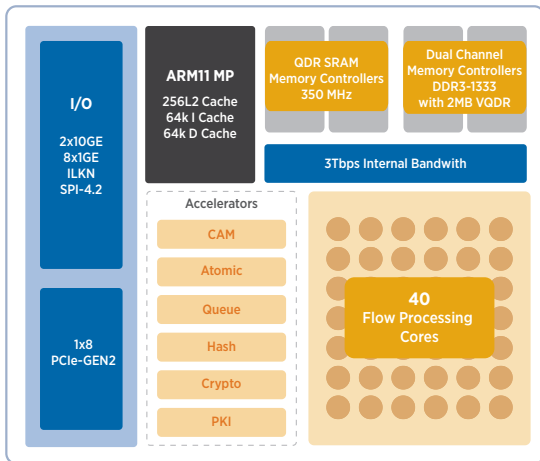 I/O
2x10GE
8x1GE
ILKN
SPI-4.2
1x8
PCIe-GEN2
ARM11 MP
256L2 Cache
64k I Cache
64k D Cache
QDR SRAM
Memory Controllers
350 MHz
Dual Channel
Memory Controllers
DDR3-1333
with 2MB VQDR
3Tbps Internal Bandwith
Accelerators
CAM
Atomic
Queue
Hash
Crypto
PKI
40
Flow Processing
Cores